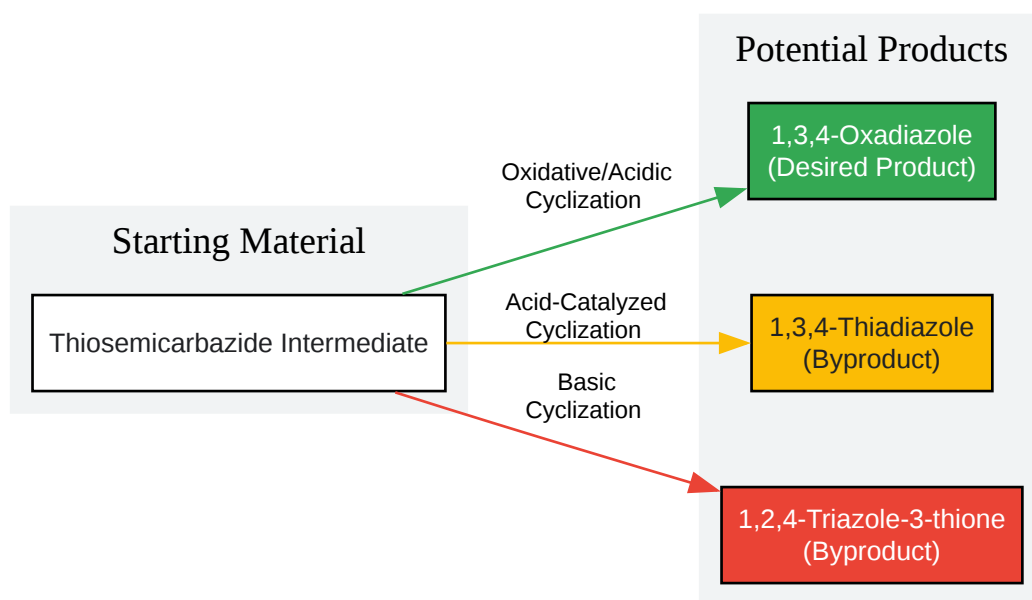 Potential Products
1,3,4-Oxadiazole
(Desired Product)
Oxidative/Acidic
Cyclization
Starting Material
Thiosemicarbazide Intermediate
Acid-Catalyzed
Cyclization
1,3,4-Thiadiazole
(Byproduct)
Basic
Cyclization
1,2,4-Triazole-3-thione
(Byproduct)